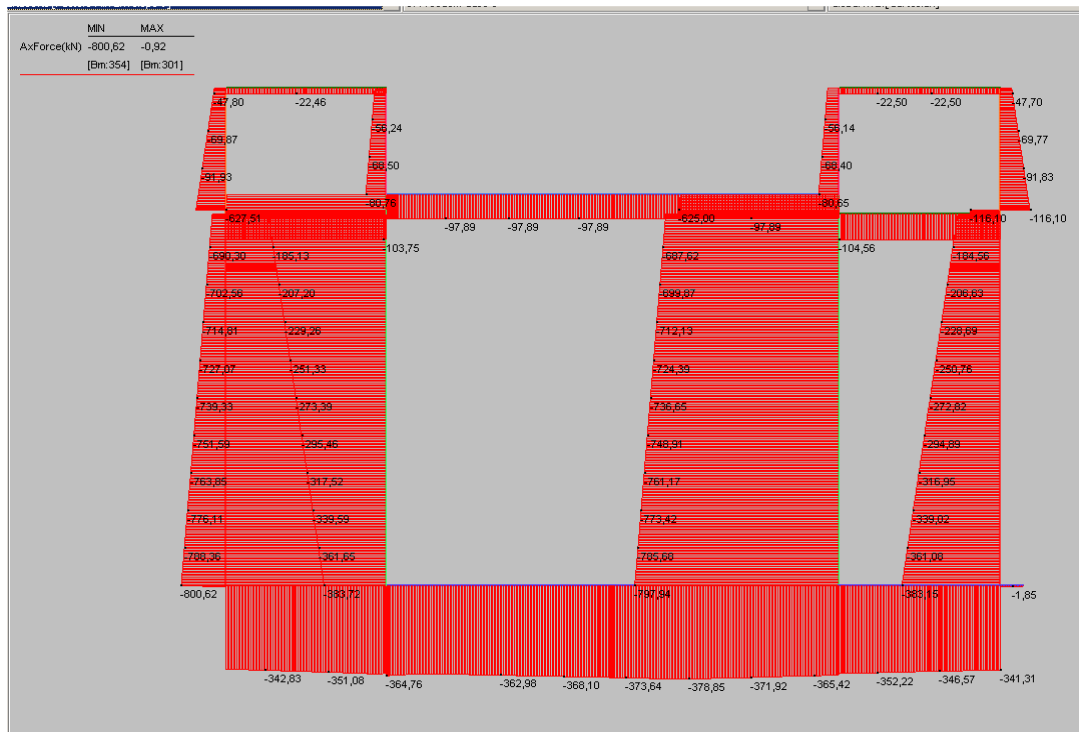 MIN MAX
AxForce(kN) -800,62 -0,92
[Bm:354] [Bm:301]
-47,80 -22,46 -22,50 -22,50 -47,70
-56,24 -56,14
-69,87 -69,77
-68,50 -68,40
-91,93 -91,83
-80,76 -80,65
-627,51 -625,00 -116,10 -116,10
-97,89 -97,89 -97,89 -97,89
-103,75 -104,56
-690,30 -185,13 -687,62 -184,56
-702,56 -207,20 -699,87 -206,63
-714,81 -229,26 -712,13 -228,69
-727,07 -251,33 -724,39 -250,76
-739,33 -273,39 -736,65 -272,82
-751,59 -295,46 -748,91 -294,89
-763,85 -317,52 -761,17 -316,95
-776,11 -339,59 -773,42 -339,02
-788,36 -361,65 -785,68 -361,08
-800,62 -383,72 -797,94 -383,15 -1,85
-342,83 -351,08 -364,76 -362,98 -368,10 -373,64 -378,85 -371,92 -365,42 -352,22 -346,57 -341,31